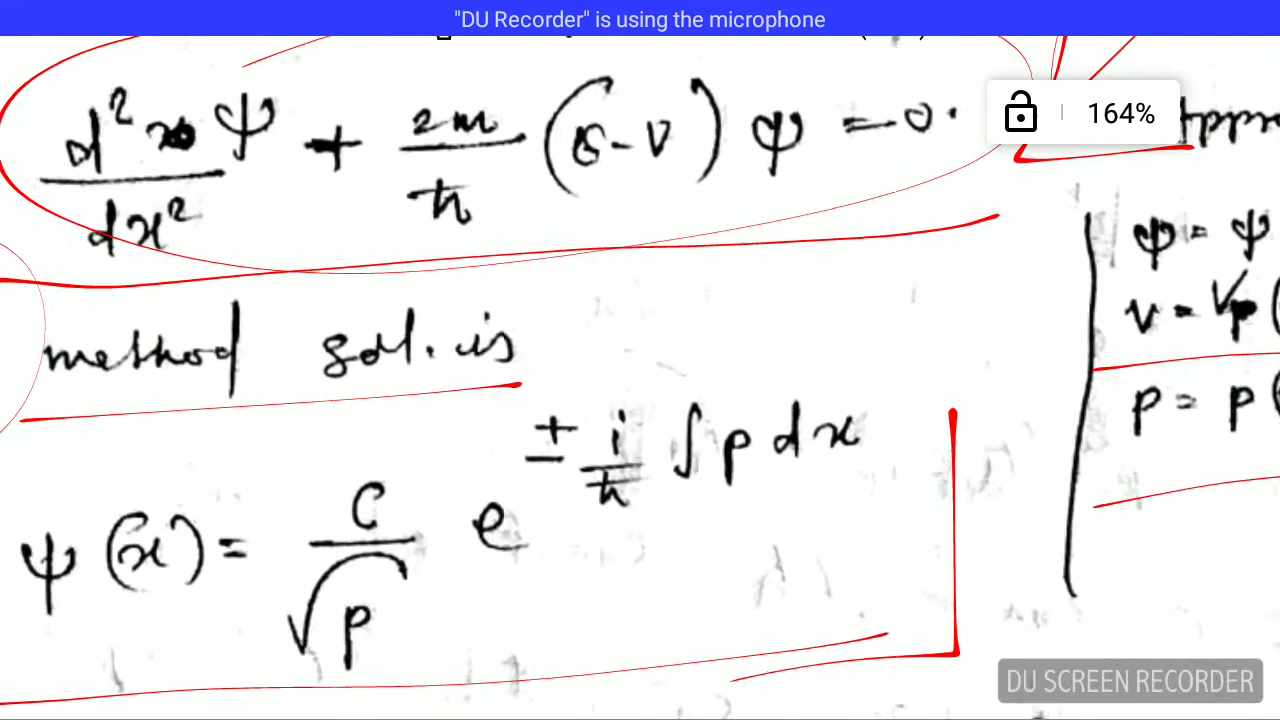 "DU Recorder" is using the microphone
164%
d²ψ/dx² + 2m/ħ (E-V) ψ = 0.
method sol. is
ψ(x) = C/√p e^(± i/ħ ∫ p dx)
ψ = ψ
V = V
p = p (
DU SCREEN RECORDER